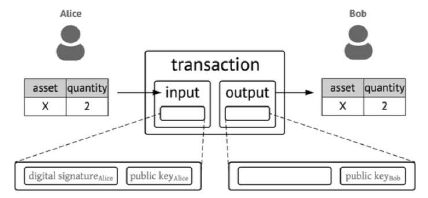 Alice
Bob
transaction
input
output
asset quantity
X 2
asset quantity
X 2
digital signatureAlice
public keyAlice
public keyBob